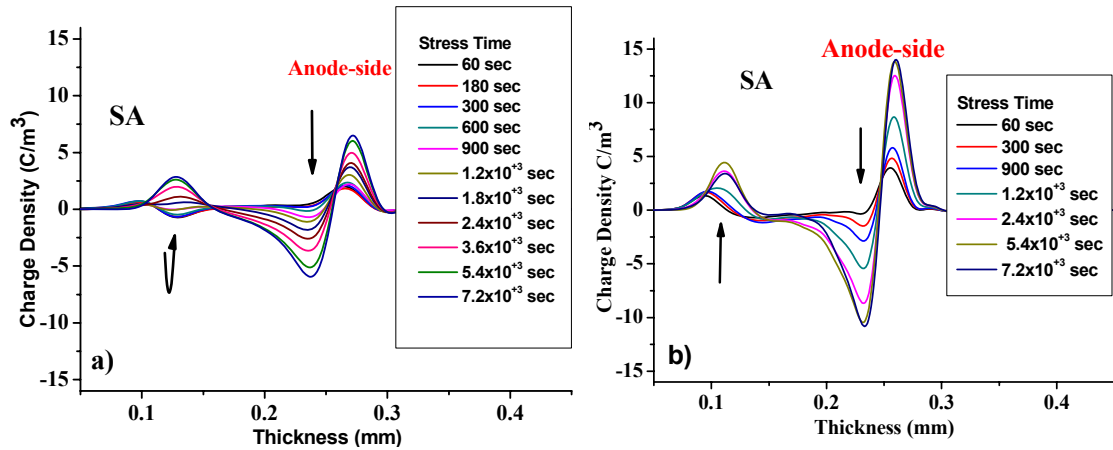 15
10
5
0
-5
-10
-15
Charge Density (C/m³)
SA
Anode-side
a)
0.1
0.2
0.3
0.4
Thickness (mm)
Stress Time
60 sec
180 sec
300 sec
600 sec
900 sec
1.2x10⁺³ sec
1.8x10⁺³ sec
2.4x10⁺³ sec
3.6x10⁺³ sec
5.4x10⁺³ sec
7.2x10⁺³ sec
15
10
5
0
-5
-10
-15
Charge Density C/m³
SA
Anode-side
b)
0.1
0.2
0.3
0.4
Thickness (mm)
Stress Time
60 sec
300 sec
900 sec
1.2x10⁺³ sec
2.4x10⁺³ sec
5.4x10⁺³ sec
7.2x10⁺³ sec